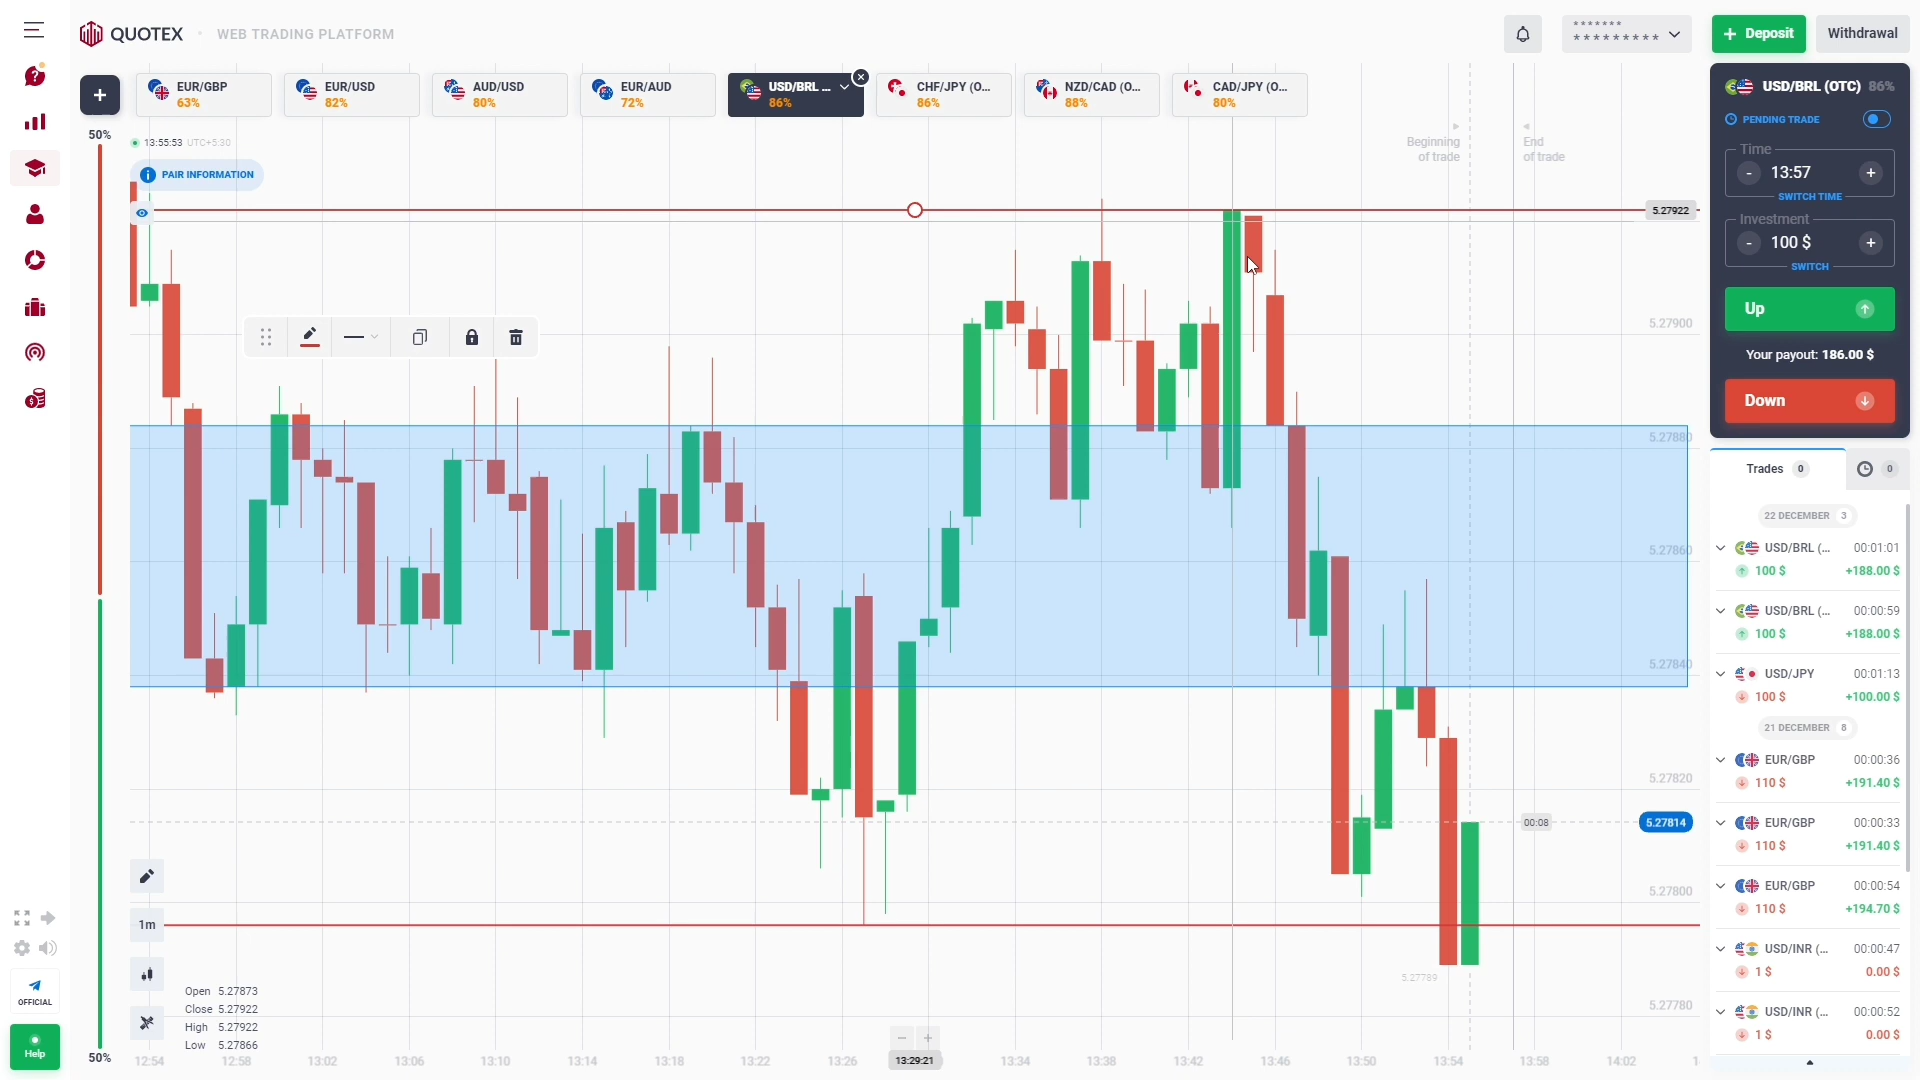 QUOTEX
WEB TRADING PLATFORM
*******
*********
+ Deposit
Withdrawal
+
EUR/GBP
63%
EUR/USD
82%
AUD/USD
80%
EUR/AUD
72%
USD/BRL ...
86%
CHF/JPY (O...
86%
NZD/CAD (O...
88%
CAD/JPY (O...
80%
50%
13:55:53 UTC+5:30
PAIR INFORMATION
Beginning
of trade
End
of trade
5.27922
5.27900
5.27880
5.27860
5.27840
5.27820
00:08
5.27814
5.27800
5.27789
5.27780
1m
Open 5.27873
Close 5.27922
High 5.27922
Low 5.27866
50%
12:54
12:58
13:02
13:06
13:10
13:14
13:18
13:22
13:26
13:29:21
13:34
13:38
13:42
13:46
13:50
13:54
13:58
14:02
1
OFFICIAL
Help
USD/BRL (OTC) 86%
PENDING TRADE
Time
- 13:57 +
SWITCH TIME
Investment
- 100 $ +
SWITCH
Up
Your payout: 186.00 $
Down
Trades 0
0
22 DECEMBER 3
USD/BRL (... 00:01:01
100 $ +188.00 $
USD/BRL (... 00:00:59
100 $ +188.00 $
USD/JPY 00:01:13
100 $ +100.00 $
21 DECEMBER 8
EUR/GBP 00:00:36
110 $ +191.40 $
EUR/GBP 00:00:33
110 $ +191.40 $
EUR/GBP 00:00:54
110 $ +194.70 $
USD/INR (... 00:00:47
1 $ 0.00 $
USD/INR (... 00:00:52
1 $ 0.00 $